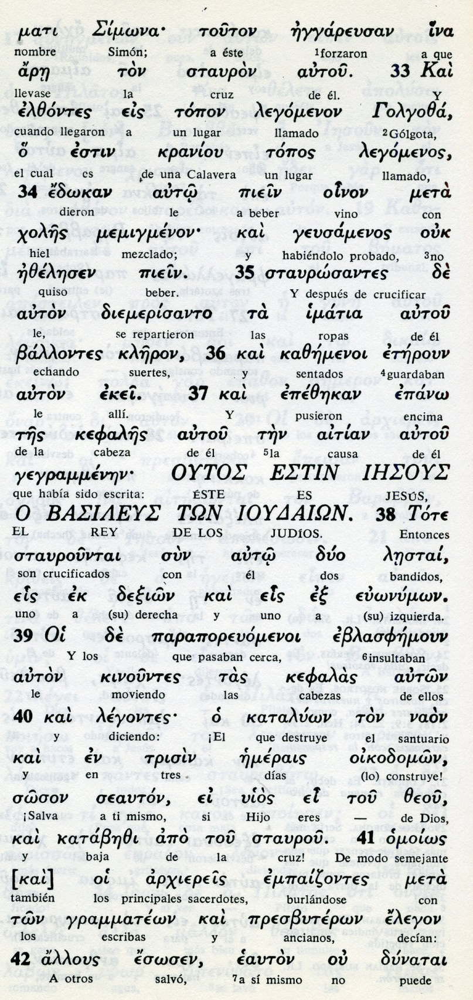 ματι Σίμωνα· τοῦτον ἠγγάρευσαν ἵνα
nombre Simón; a éste ¹forzaron a que
ἄρῃ τὸν σταυρὸν αὐτοῦ. 33 Καὶ
llevase la cruz de él. Y
ἐλθόντες εἰς τόπον λεγόμενον Γολγοθά,
cuando llegaron a un lugar llamado ²Gólgota,
ὅ ἐστιν κρανίου τόπος λεγόμενος,
el cual es de una Calavera un lugar llamado,
34 ἔδωκαν αὐτῷ πιεῖν οἶνον μετὰ
dieron le a beber vino con
χολῆς μεμιγμένον· καὶ γευσάμενος οὐκ
hiel mezclado; y habiéndolo probado, ³no
ἠθέλησεν πιεῖν. 35 σταυρώσαντες δὲ
quiso beber. Y después de crucificar
αὐτὸν διεμερίσαντο τὰ ἱμάτια αὐτοῦ
le, se repartieron las ropas de él
βάλλοντες κλῆρον, 36 καὶ καθήμενοι ἐτήρουν
echando suertes, y sentados ⁴guardaban
αὐτὸν ἐκεῖ. 37 καὶ ἐπέθηκαν ἐπάνω
le allí. Y pusieron encima
τῆς κεφαλῆς αὐτοῦ τὴν αἰτίαν αὐτοῦ
de la cabeza de él ⁵la causa de él
γεγραμμένην· ΟΥΤΟΣ ΕΣΤΙΝ ΙΗΣΟΥΣ
que había sido escrita: ÉSTE ES JESÚS,
Ο ΒΑΣΙΛΕΥΣ ΤΩΝ ΙΟΥΔΑΙΩΝ. 38 Τότε
EL REY DE LOS JUDÍOS. Entonces
σταυροῦνται σὺν αὐτῷ δύο λῃσταί,
son crucificados con él dos bandidos,
εἷς ἐκ δεξιῶν καὶ εἷς ἐξ εὐωνύμων.
uno a (su) derecha y uno a (su) izquierda.
39 Οἱ δὲ παραπορευόμενοι ἐβλασφήμουν
Y los que pasaban cerca, ⁶insultaban
αὐτὸν κινοῦντες τὰς κεφαλὰς αὐτῶν
le moviendo las cabezas de ellos
40 καὶ λέγοντες· ὁ καταλύων τὸν ναὸν
y diciendo: ¡El que destruye el santuario
καὶ ἐν τρισὶν ἡμέραις οἰκοδομῶν,
y en tres días (lo) construye!
σῶσον σεαυτόν, εἰ υἱὸς εἶ τοῦ θεοῦ,
¡Salva a ti mismo, si Hijo eres — de Dios,
καὶ κατάβηθι ἀπὸ τοῦ σταυροῦ. 41 ὁμοίως
y baja de la cruz! De modo semejante
[καὶ] οἱ ἀρχιερεῖς ἐμπαίζοντες μετὰ
también los principales sacerdotes, burlándose con
τῶν γραμματέων καὶ πρεσβυτέρων ἔλεγον
los escribas y ancianos, decían:
42 ἄλλους ἔσωσεν, ἑαυτὸν οὐ δύναται
A otros salvó, ⁷a sí mismo no puede